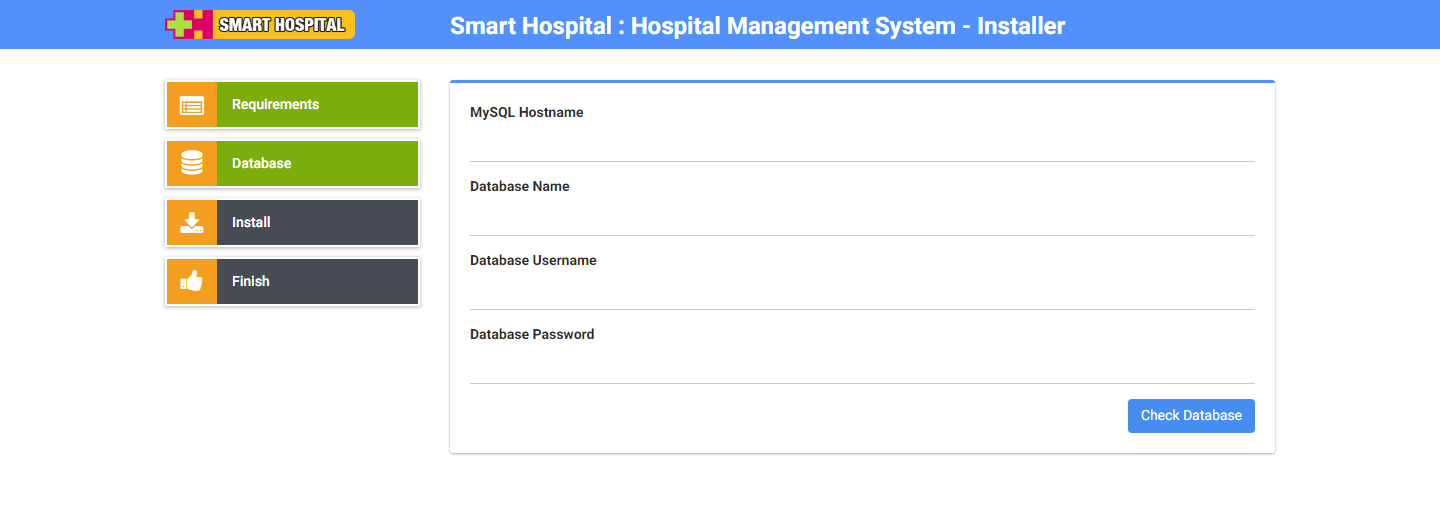 SMART HOSPITAL
Smart Hospital : Hospital Management System - Installer
Requirements
Database
Install
Finish
MySQL Hostname
Database Name
Database Username
Database Password
Check Database